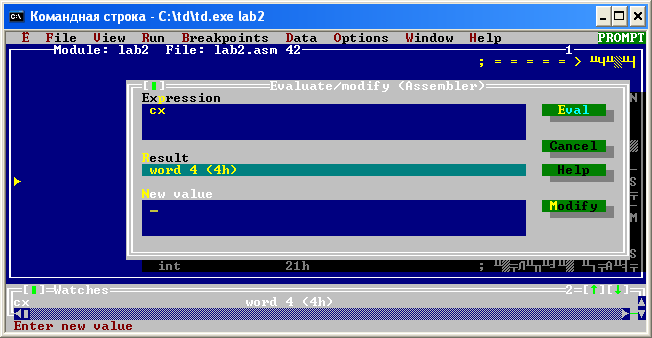 Командная строка - C:\td\td.exe lab2
Ё File View Run Breakpoints Data Options Window Help PROMPT
Module: lab2 File: lab2.asm 42 1
; = = = = = >
Evaluate/modify (Assembler)
Expression
cx
Eval
Cancel
Result
word 4 (4h)
Help
New value
Modify
int 21h ;
Watches 2
cx word 4 (4h)
Enter new value